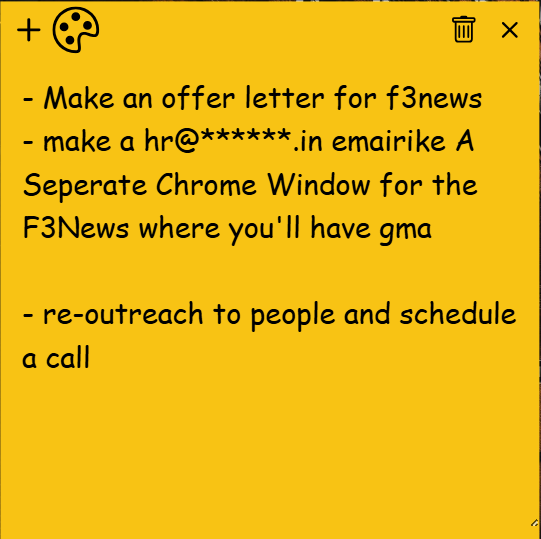 - Make an offer letter for f3news
- make a hr@******.in emairike A
Seperate Chrome Window for the
F3News where you'll have gma
- re-outreach to people and schedule
a call